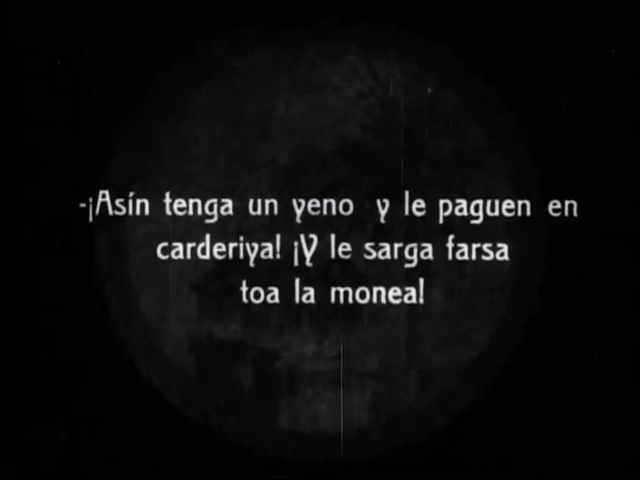 -¡Asín tenga un yeno y le paguen en
carderiya! ¡Y le sarga farsa
toa la monea!